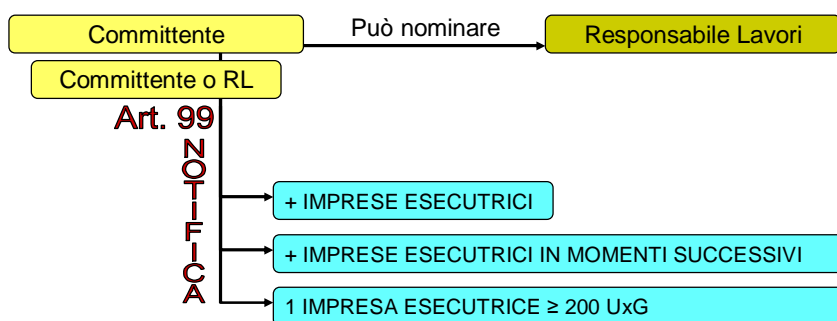 Committente
Può nominare
Responsabile Lavori
Committente o RL
Art. 99
NOTIFICA
+ IMPRESE ESECUTRICI
+ IMPRESE ESECUTRICI IN MOMENTI SUCCESSIVI
1 IMPRESA ESECUTRICE ≥ 200 UxG